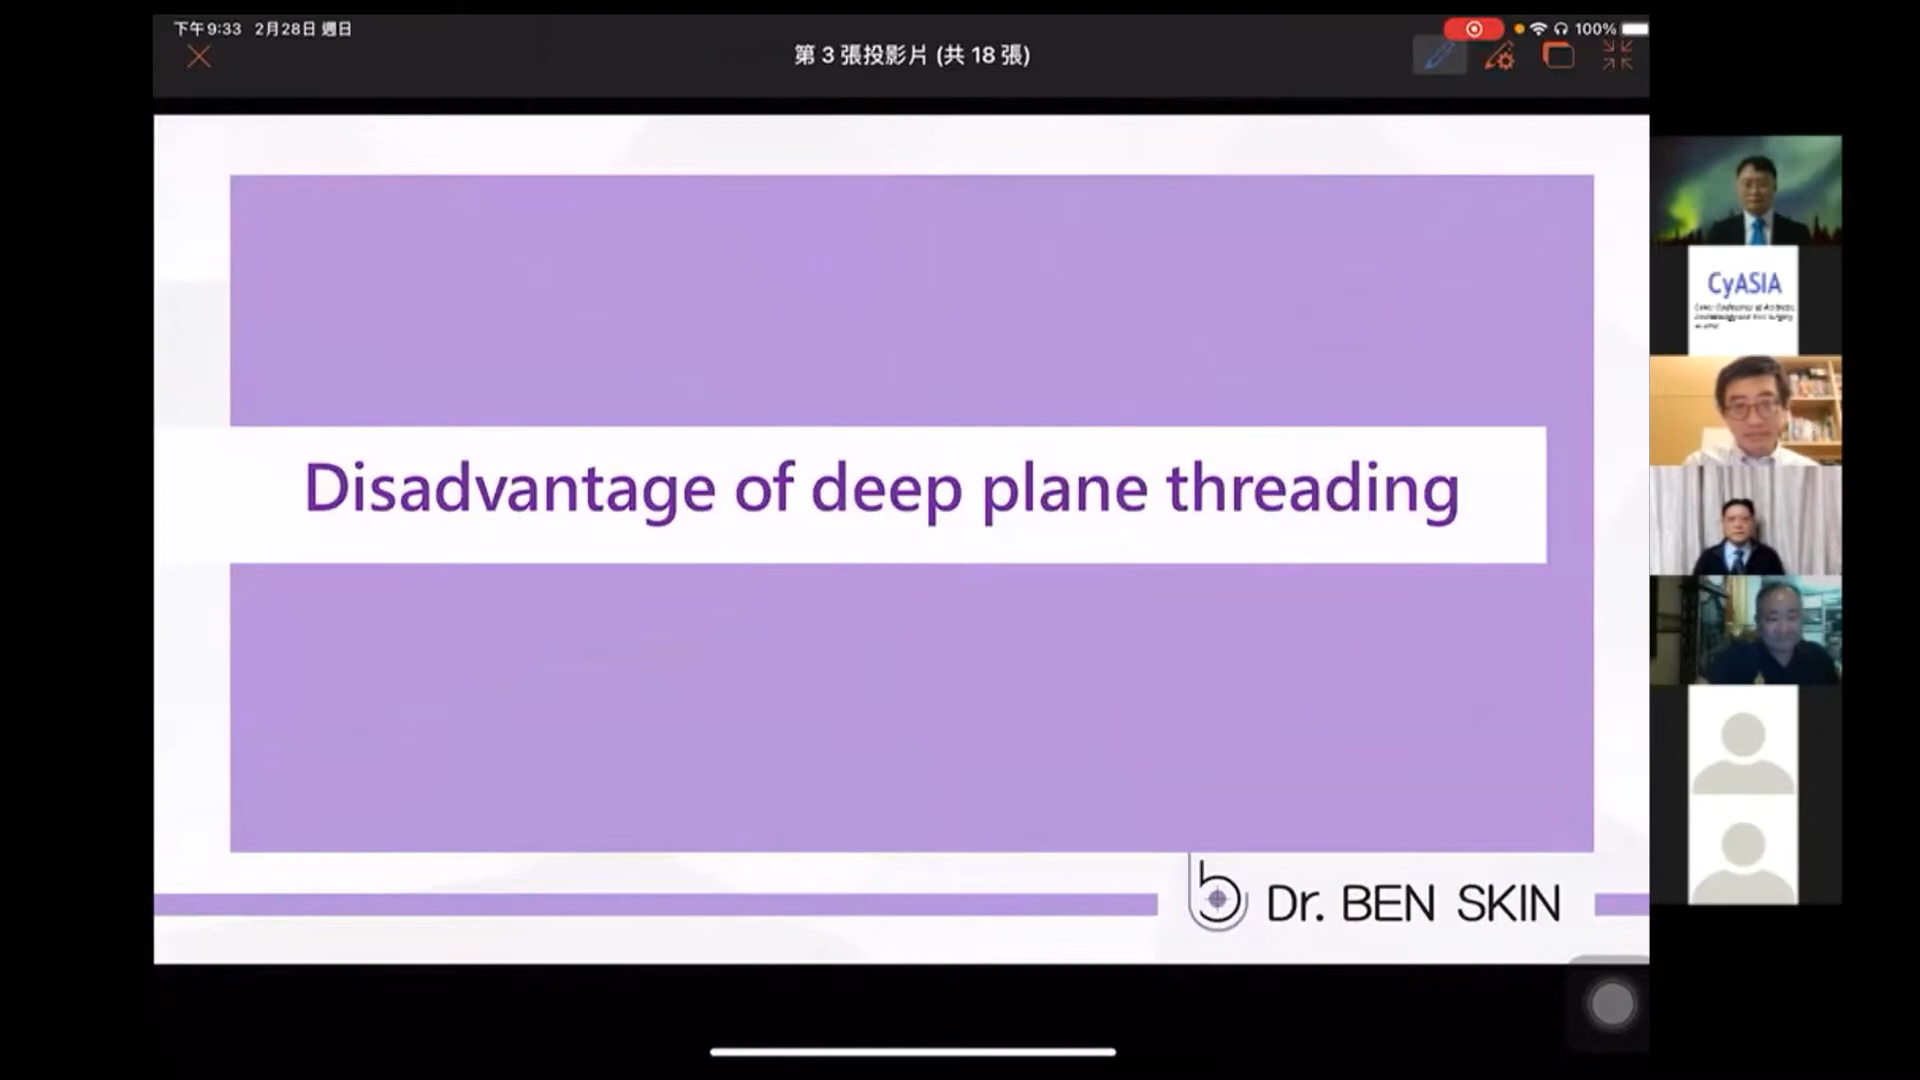 下午9:33 2月28日 週日
100%
第 3 張投影片 (共 18 張)
CyASIA
Disadvantage of deep plane threading
Dr. BEN SKIN